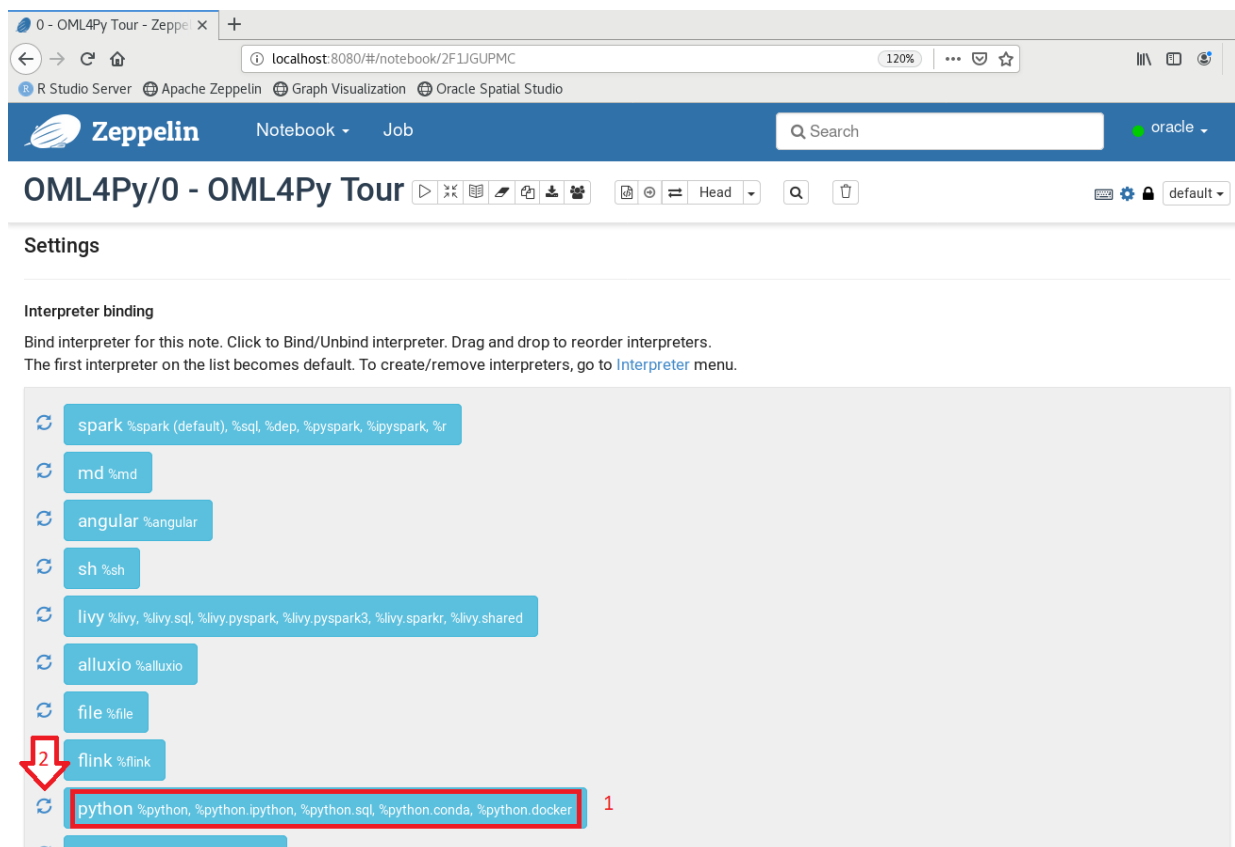 0 - OML4Py Tour - Zeppel
localhost:8080/#/notebook/2F1JGUPMC 120%
R Studio Server Apache Zeppelin Graph Visualization Oracle Spatial Studio
Zeppelin Notebook Job Search oracle
OML4Py/0 - OML4Py Tour Head default
Settings
Interpreter binding
Bind interpreter for this note. Click to Bind/Unbind interpreter. Drag and drop to reorder interpreters.
The first interpreter on the list becomes default. To create/remove interpreters, go to Interpreter menu.
spark %spark (default), %sql, %dep, %pyspark, %ipyspark, %r
md %md
angular %angular
sh %sh
livy %livy, %livy.sql, %livy.pyspark, %livy.pyspark3, %livy.sparkr, %livy.shared
alluxio %alluxio
file %file
2 flink %flink
python %python, %python.ipython, %python.sql, %python.conda, %python.docker 1